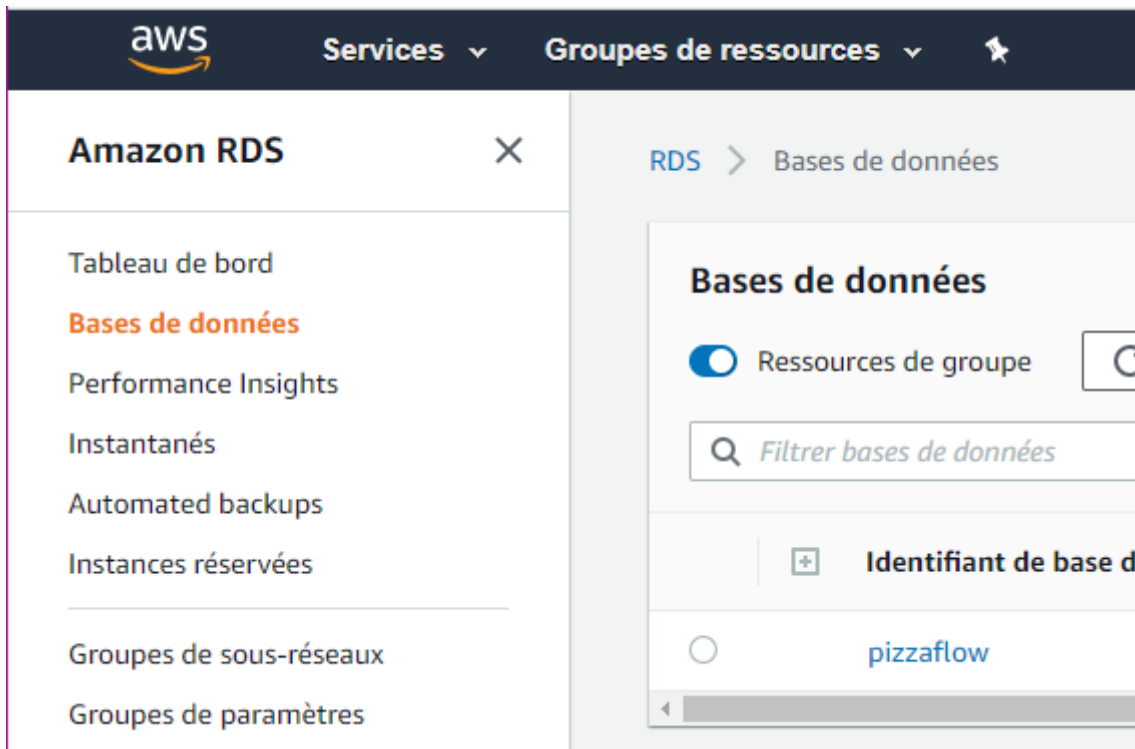 aws Services Groupes de ressources
Amazon RDS
RDS > Bases de données
Tableau de bord
Bases de données
Performance Insights
Instantanés
Automated backups
Instances réservées
Groupes de sous-réseaux
Groupes de paramètres
Bases de données
Ressources de groupe
Filtrer bases de données
Identifiant de base d
pizzaflow